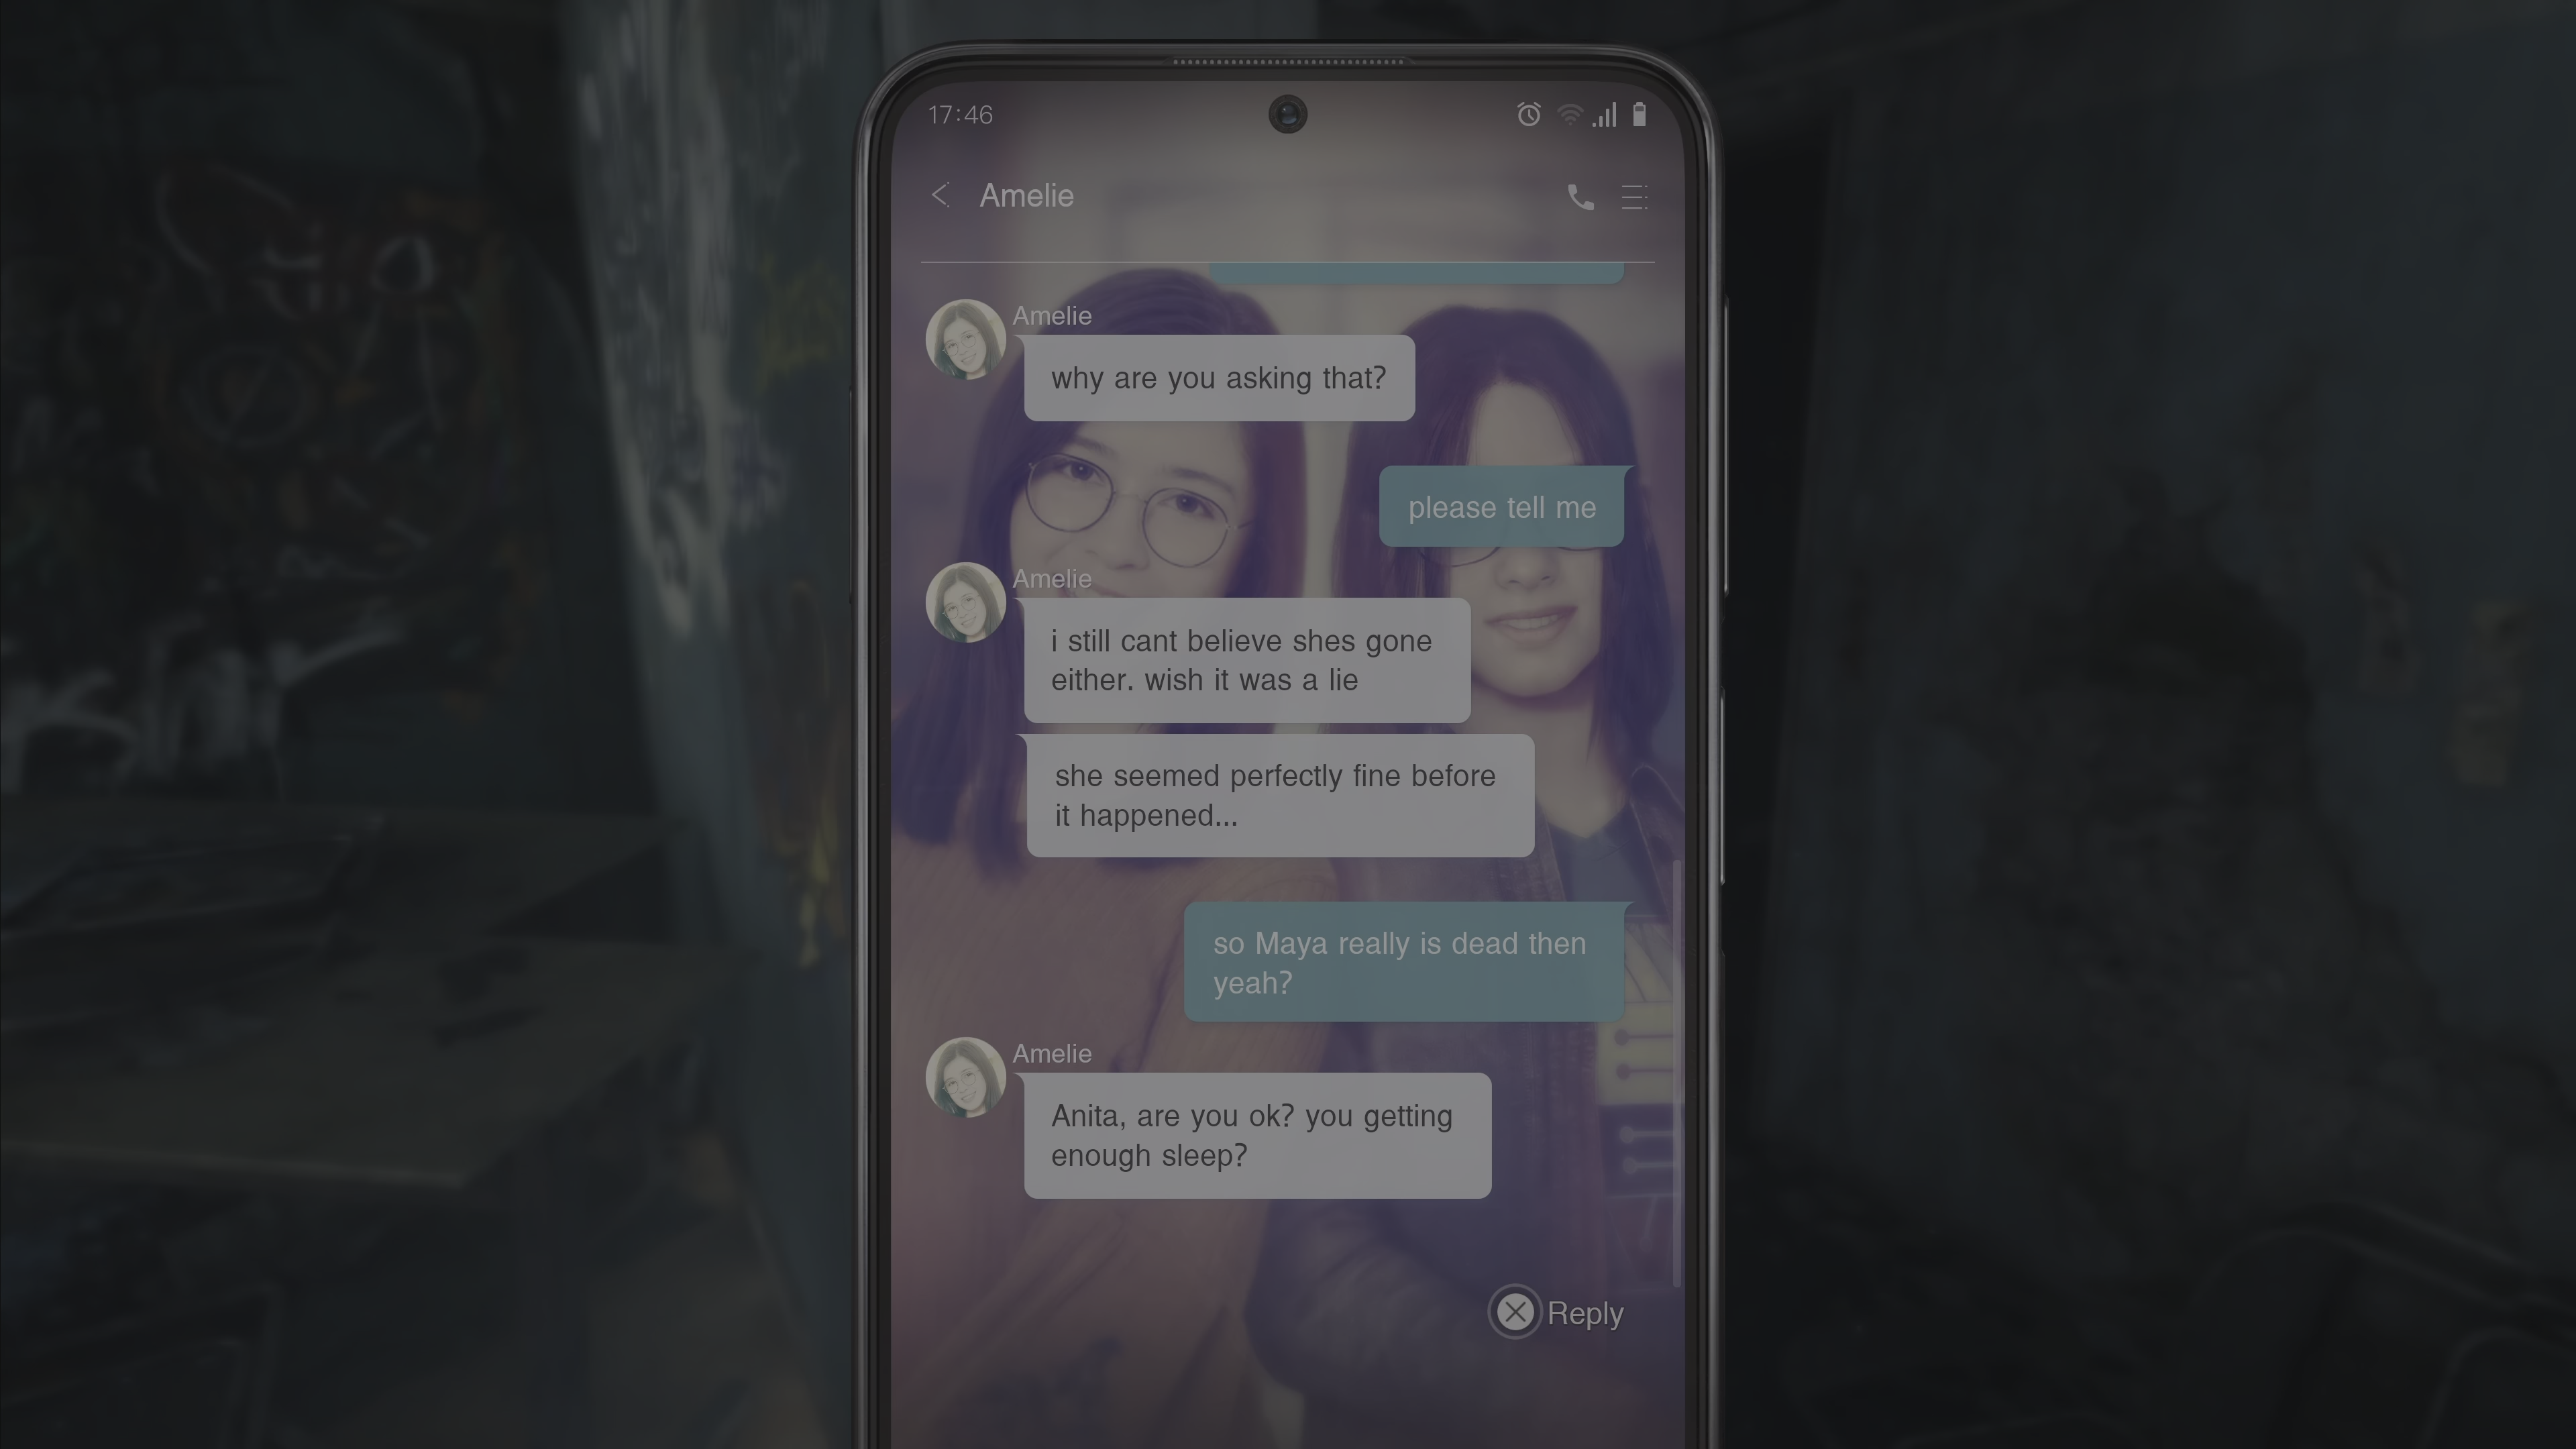 17:46
Amelie
Amelie
why are you asking that?
please tell me
Amelie
i still cant believe shes gone
either. wish it was a lie
she seemed perfectly fine before
it happened...
so Maya really is dead then
yeah?
Amelie
Anita, are you ok? you getting
enough sleep?
Reply